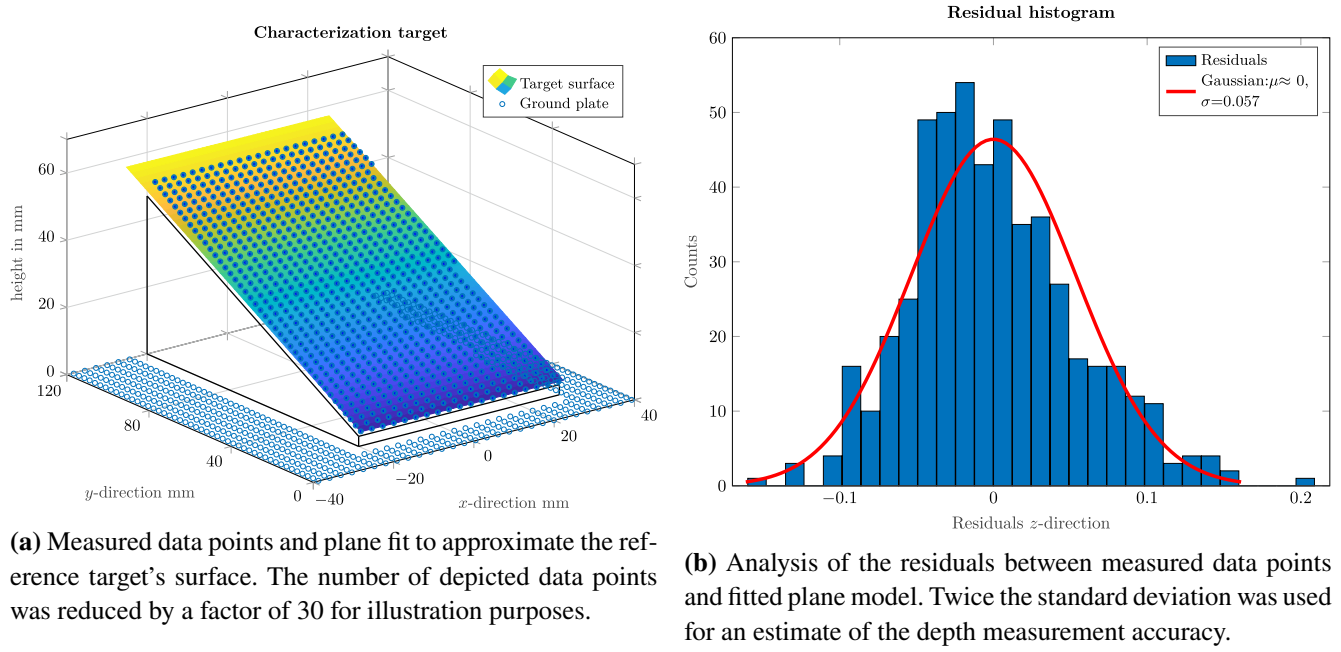 Characterization target
Target surface
Ground plate
height in mm
60
40
20
0
120
80
40
0
y-direction mm
−40
−20
0
20
40
x-direction mm
(a) Measured data points and plane fit to approximate the ref-
erence target's surface. The number of depicted data points
was reduced by a factor of 30 for illustration purposes.
Residual histogram
Residuals
Gaussian:μ≈ 0,
σ=0.057
Counts
60
50
40
30
20
10
0
−0.1
0
0.1
0.2
Residuals z-direction
(b) Analysis of the residuals between measured data points
and fitted plane model. Twice the standard deviation was used
for an estimate of the depth measurement accuracy.